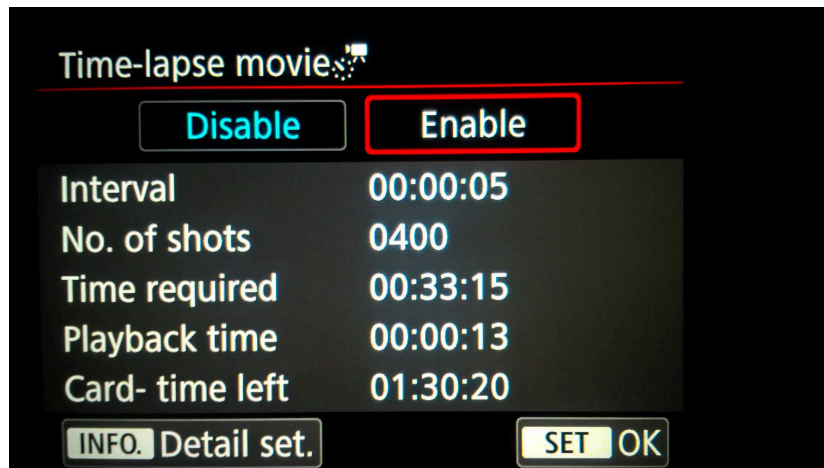 Time-lapse movie
Disable Enable
Interval 00:00:05
No. of shots 0400
Time required 00:33:15
Playback time 00:00:13
Card- time left 01:30:20
INFO. Detail set. SET OK